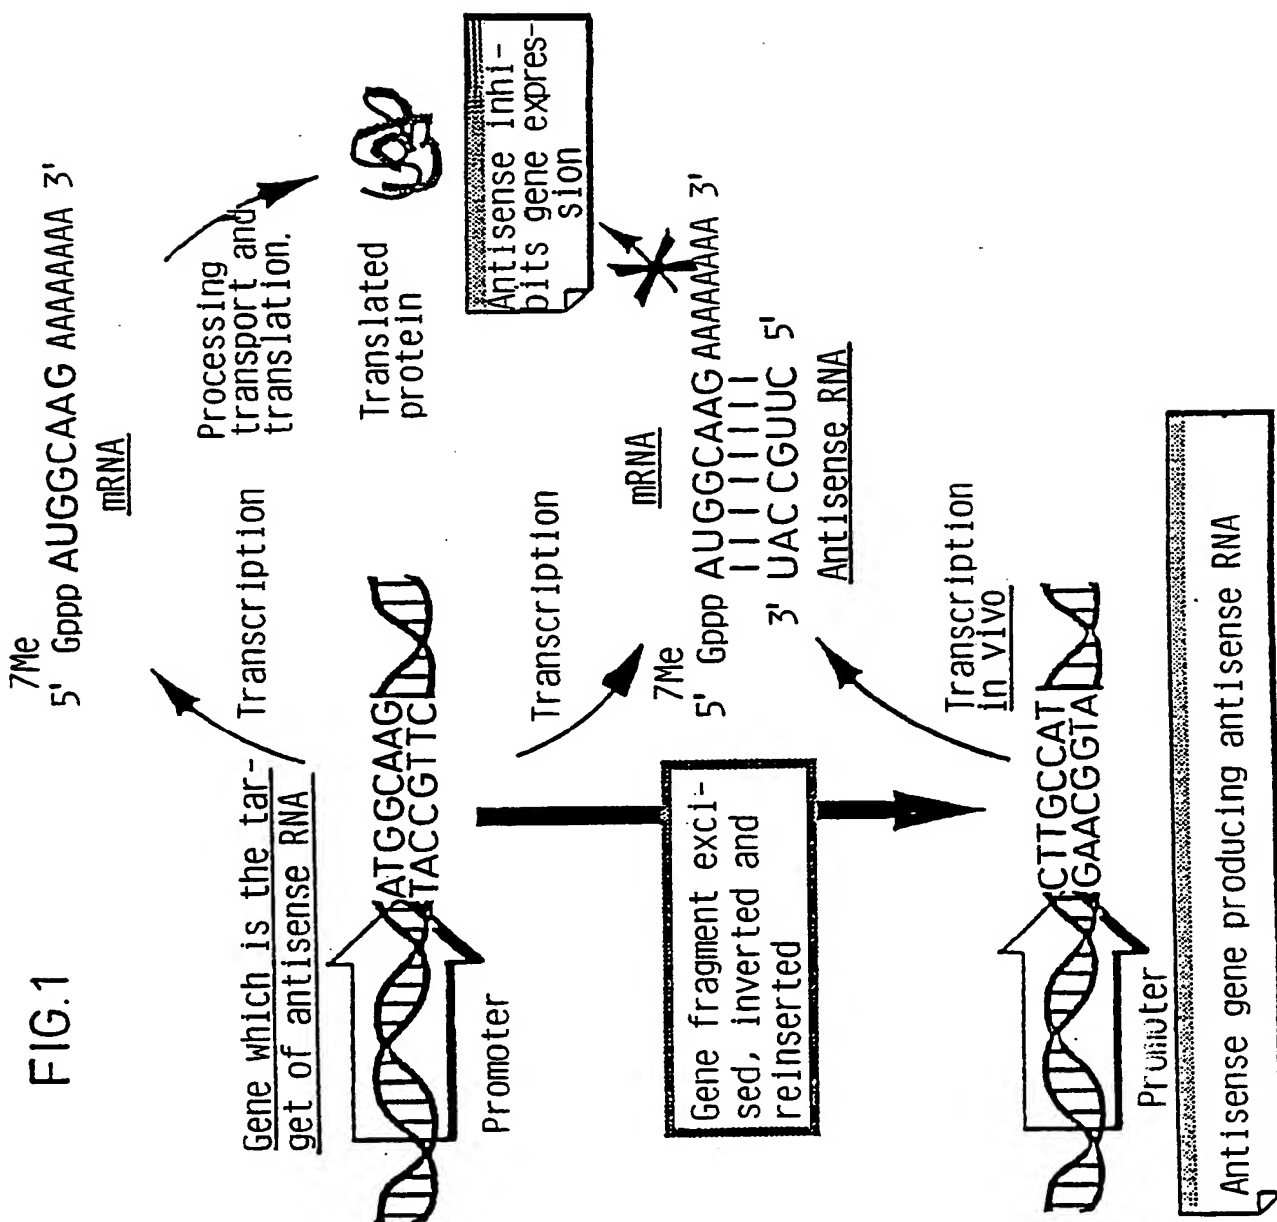 FIG.1
7Me
5' Gppp AUGGCAAG AAAAAAA 3'
mRNA
Gene which is the tar-
get of antisense RNA
Transcription
Processing
transport and
translation.
ATGGCAAG
TACCGTTC
Promoter
Translated
protein
Antisense inhi-
bits gene expres-
sion
Transcription
mRNA
7Me
5' Gppp AUGGCAAG AAAAAAA 3'
3' UACCGUUC 5'
Antisense RNA
Gene fragment exci-
sed, inverted and
reinserted
Transcription
in vivo
CTTGCCAT
GAACGGTA
Promoter
Antisense gene producing antisense RNA